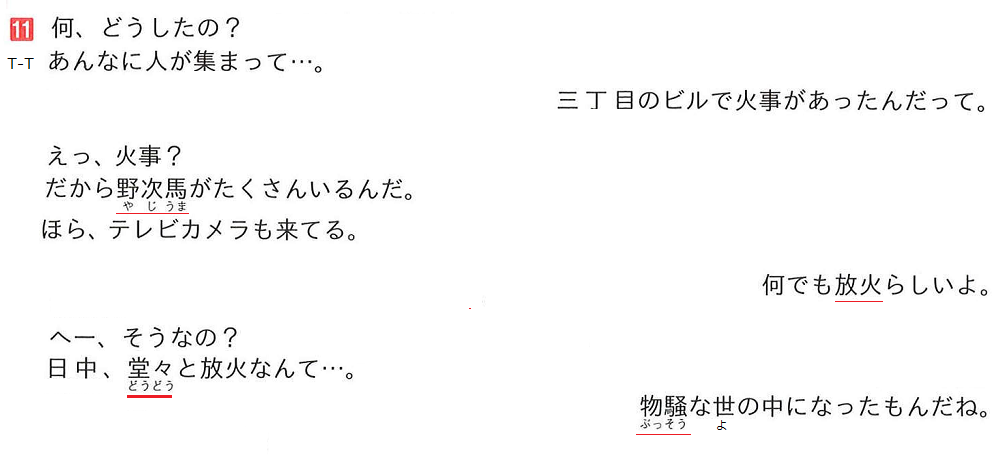 11 何、どうしたの？
T-T あんなに人が集まって…。
三丁目のビルで火事があったんだって。
えっ、火事？
だから野次馬がたくさんいるんだ。
やじうま
ほら、テレビカメラも来てる。
何でも放火らしいよ。
へー、そうなの？
日中、堂々と放火なんて…。
どうどう
物騒な世の中になったもんだね。
ぶっそう よ